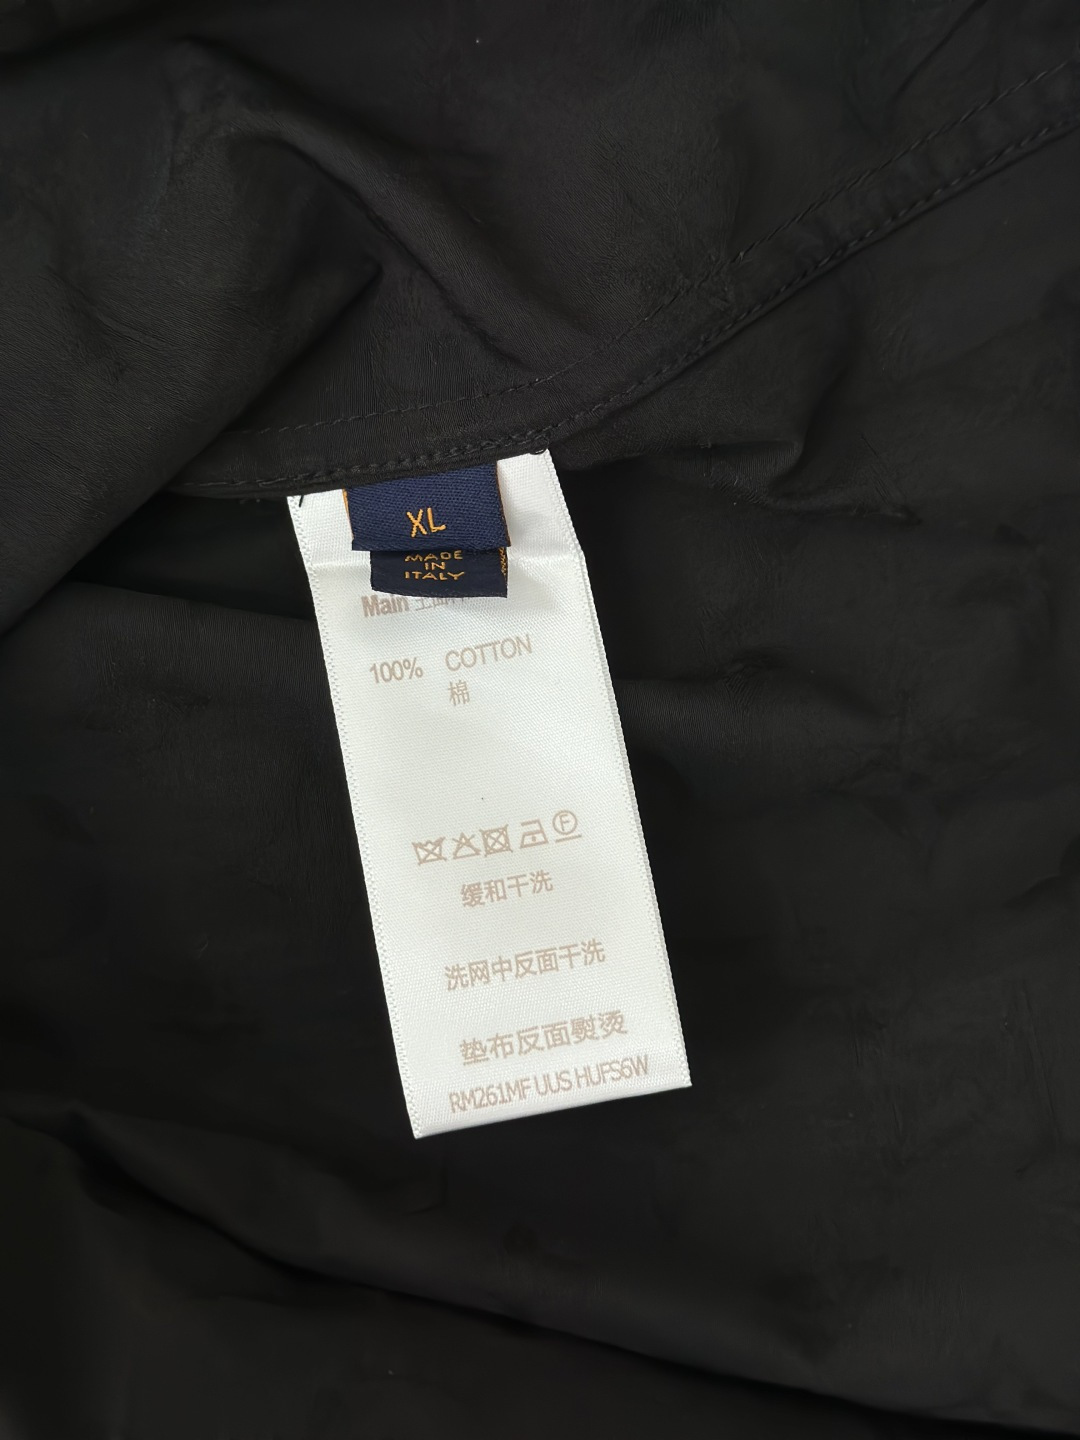 XL
MADE
IN
ITALY
Main
100% COTTON
棉
F
缓和干洗
洗网中反面干洗
垫布反面熨烫
RM261MF UUS HUFS6W